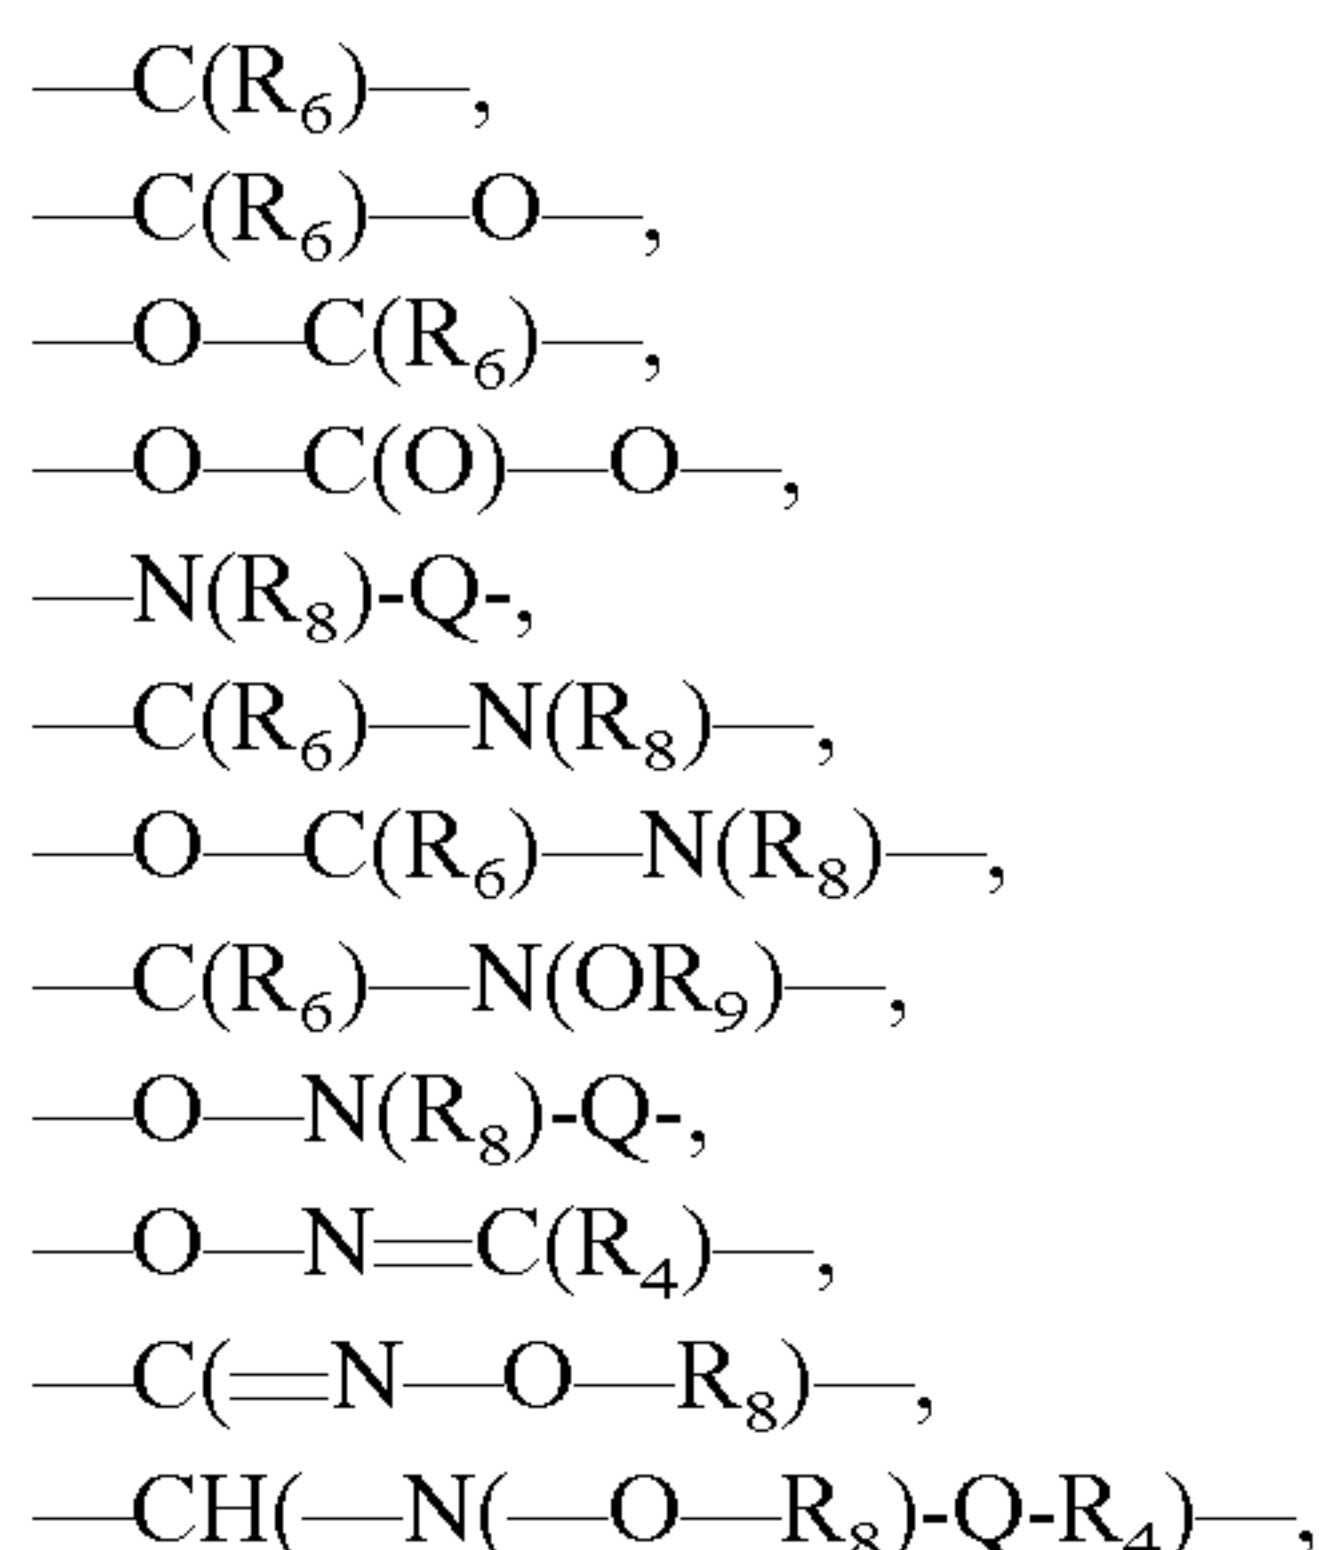 —C(R₆)—,
—C(R₆)—O—,
—O—C(R₆)—,
—O—C(O)—O—,
—N(R₈)-Q-,
—C(R₆)—N(R₈)—,
—O—C(R₆)—N(R₈)—,
—C(R₆)—N(OR₉)—,
—O—N(R₈)-Q-,
—O—N=C(R₄)—,
—C(=N—O—R₈)—,
—CH(—N(—O—R₈)-Q-R₄)—,